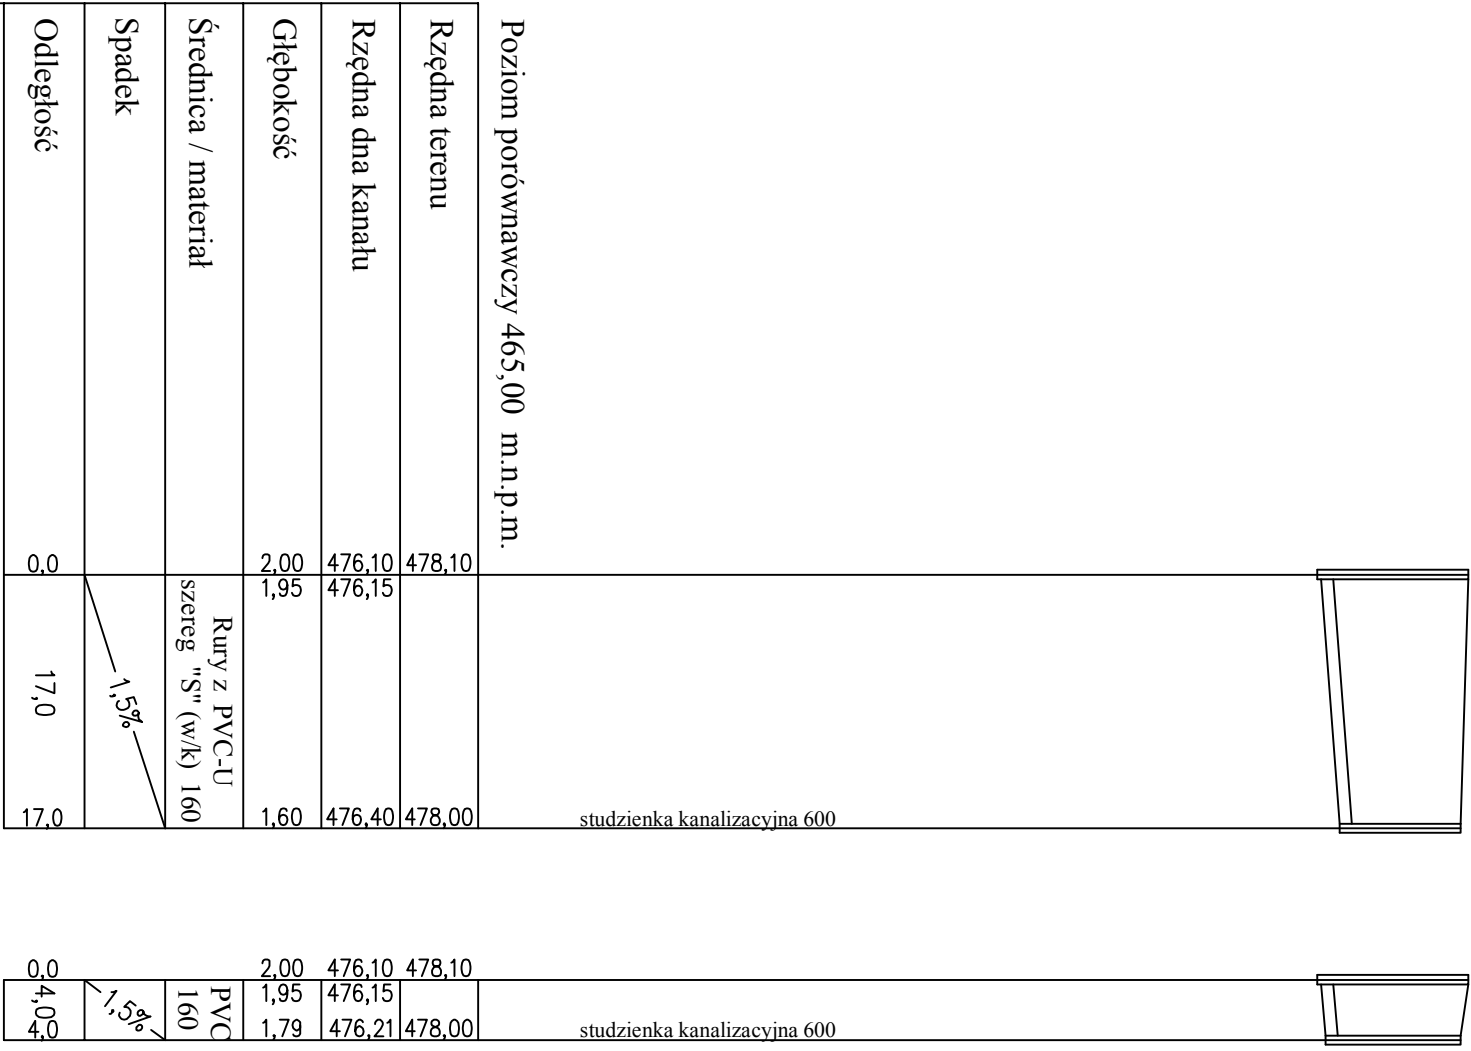 Poziom porównawczy 465,00 m.n.p.m.
Rzędna terenu
478,10
478,00
478,10
478,00
Rzędna dna kanału
476,10
476,15
476,40
476,10
476,15
476,21
Głębokość
2,00
1,95
1,60
2,00
1,95
1,79
Średnica / materiał
Rury z PVC-U
szereg "S" (w/k) 160
PVC
160
Spadek
1,5%
1,5%
Odległość
0,0
17,0
17,0
0,0
4,0
4,0
studzienka kanalizacyjna 600
studzienka kanalizacyjna 600